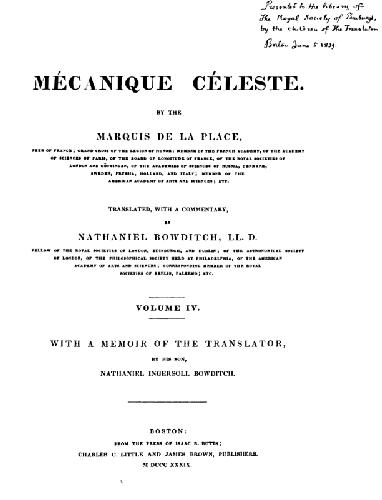 Presented to the library of
The Royal Society of Edinburgh,
by the children of the Translator
Boston June 5 1839.
MÉCANIQUE CÉLESTE.
BY THE
MARQUIS DE LA PLACE,
PEER OF FRANCE; GRAND CROSS OF THE LEGION OF HONOR; MEMBER OF THE FRENCH ACADEMY, OF THE ACADEMY
OF SCIENCES OF PARIS, OF THE BOARD OF LONGITUDE OF FRANCE, OF THE ROYAL SOCIETIES OF
LONDON AND GÖTTINGEN, OF THE ACADEMIES OF SCIENCES OF RUSSIA, DENMARK,
SWEDEN, PRUSSIA, HOLLAND, AND ITALY; MEMBER OF THE
AMERICAN ACADEMY OF ARTS AND SCIENCES; ETC.
TRANSLATED, WITH A COMMENTARY,
BY
NATHANIEL BOWDITCH, LL. D.
FELLOW OF THE ROYAL SOCIETIES OF LONDON, EDINBURGH, AND DUBLIN; OF THE ASTRONOMICAL SOCIETY
OF LONDON, OF THE PHILOSOPHICAL SOCIETY HELD AT PHILADELPHIA, OF THE AMERICAN
ACADEMY OF ARTS AND SCIENCES; CORRESPONDING MEMBER OF THE ROYAL
SOCIETIES OF BERLIN, PALERMO; ETC.
VOLUME IV.
WITH A MEMOIR OF THE TRANSLATOR,
BY HIS SON,
NATHANIEL INGERSOLL BOWDITCH.
BOSTON:
FROM THE PRESS OF ISAAC R. BUTTS;
CHARLES C. LITTLE AND JAMES BROWN, PUBLISHERS.
M DCCC XXXIX.